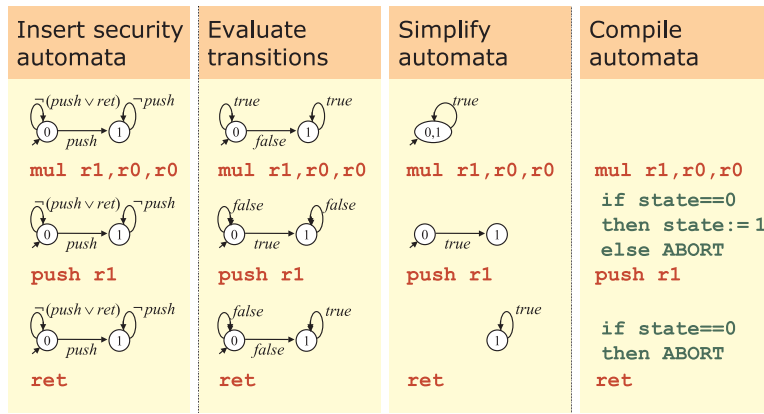 Insert security
automata
Evaluate
transitions
Simplify
automata
Compile
automata
¬(push ∨ ret) ¬push
0 1
push
mul r1,r0,r0
true true
0 1
false
mul r1,r0,r0
true
0,1
mul r1,r0,r0
mul r1,r0,r0
¬(push ∨ ret) ¬push
0 1
push
push r1
false false
0 1
true
push r1
0 true 1
push r1
if state==0
then state:=1
else ABORT
push r1
¬(push ∨ ret) ¬push
0 1
push
ret
false true
0 1
false
ret
true
1
ret
if state==0
then ABORT
ret